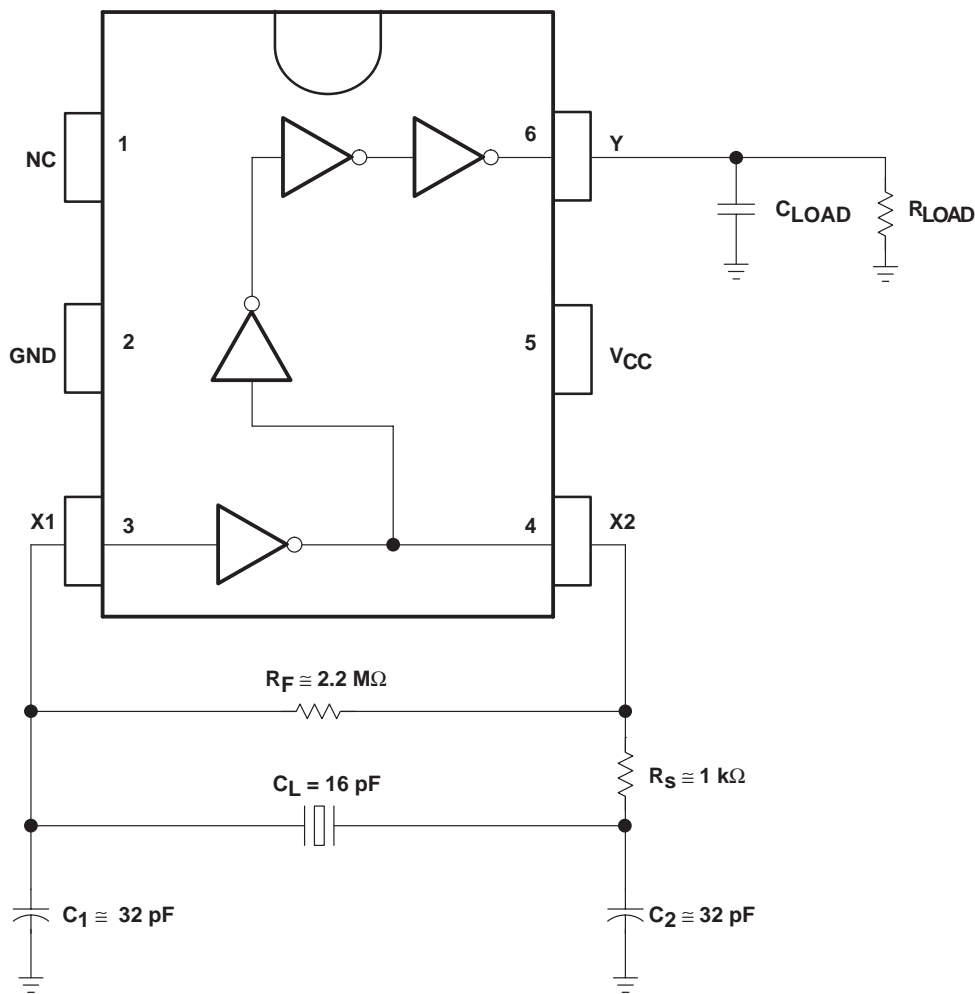 1
6
NC
Y
CLOAD
RLOAD
2
5
GND
VCC
X1
3
4
X2
RF ≅ 2.2 MΩ
Rs ≅ 1 kΩ
CL = 16 pF
C1 ≅ 32 pF
C2 ≅ 32 pF